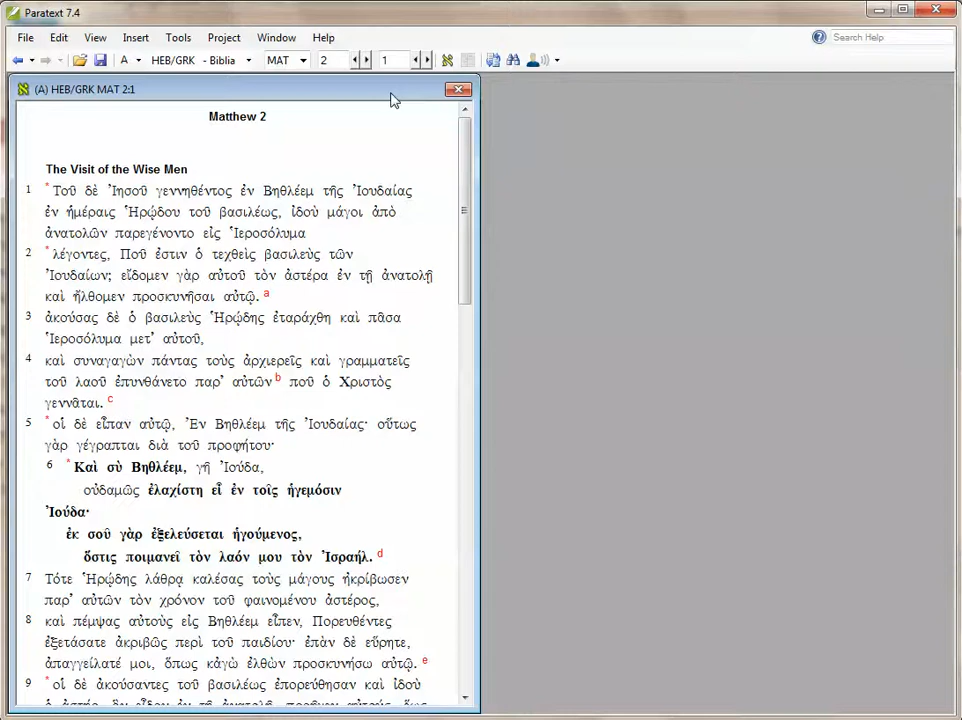 Paratext 7.4
File Edit View Insert Tools Project Window Help Search Help
A HEB/GRK - Biblia MAT 2 1
(A) HEB/GRK MAT 2:1
Matthew 2
The Visit of the Wise Men
1 * Τοῦ δὲ Ἰησοῦ γεννηθέντος ἐν Βηθλέεμ τῆς Ἰουδαίας
ἐν ἡμέραις Ἡρῴδου τοῦ βασιλέως, ἰδοὺ μάγοι ἀπὸ
ἀνατολῶν παρεγένοντο εἰς Ἱεροσόλυμα
2 * λέγοντες, Ποῦ ἐστιν ὁ τεχθεὶς βασιλεὺς τῶν
Ἰουδαίων; εἴδομεν γὰρ αὐτοῦ τὸν ἀστέρα ἐν τῇ ἀνατολῇ
καὶ ἤλθομεν προσκυνῆσαι αὐτῷ. a
3 ἀκούσας δὲ ὁ βασιλεὺς Ἡρῴδης ἐταράχθη καὶ πᾶσα
Ἱεροσόλυμα μετ’ αὐτοῦ,
4 καὶ συναγαγὼν πάντας τοὺς ἀρχιερεῖς καὶ γραμματεῖς
τοῦ λαοῦ ἐπυνθάνετο παρ’ αὐτῶν b ποῦ ὁ Χριστὸς
γεννᾶται. c
5 * οἱ δὲ εἶπαν αὐτῷ, Ἐν Βηθλέεμ τῆς Ἰουδαίας· οὕτως
γὰρ γέγραπται διὰ τοῦ προφήτου·
6 * Καὶ σὺ Βηθλέεμ, γῆ Ἰούδα,
οὐδαμῶς ἐλαχίστη εἶ ἐν τοῖς ἡγεμόσιν
Ἰούδα·
ἐκ σοῦ γὰρ ἐξελεύσεται ἡγούμενος,
ὅστις ποιμανεῖ τὸν λαόν μου τὸν Ἰσραήλ. d
7 Τότε Ἡρῴδης λάθρᾳ καλέσας τοὺς μάγους ἠκρίβωσεν
παρ’ αὐτῶν τὸν χρόνον τοῦ φαινομένου ἀστέρος,
8 καὶ πέμψας αὐτοὺς εἰς Βηθλέεμ εἶπεν, Πορευθέντες
ἐξετάσατε ἀκριβῶς περὶ τοῦ παιδίου· ἐπὰν δὲ εὕρητε,
ἀπαγγείλατέ μοι, ὅπως κἀγὼ ἐλθὼν προσκυνήσω αὐτῷ. e
9 * οἱ δὲ ἀκούσαντες τοῦ βασιλέως ἐπορεύθησαν καὶ ἰδοὺ